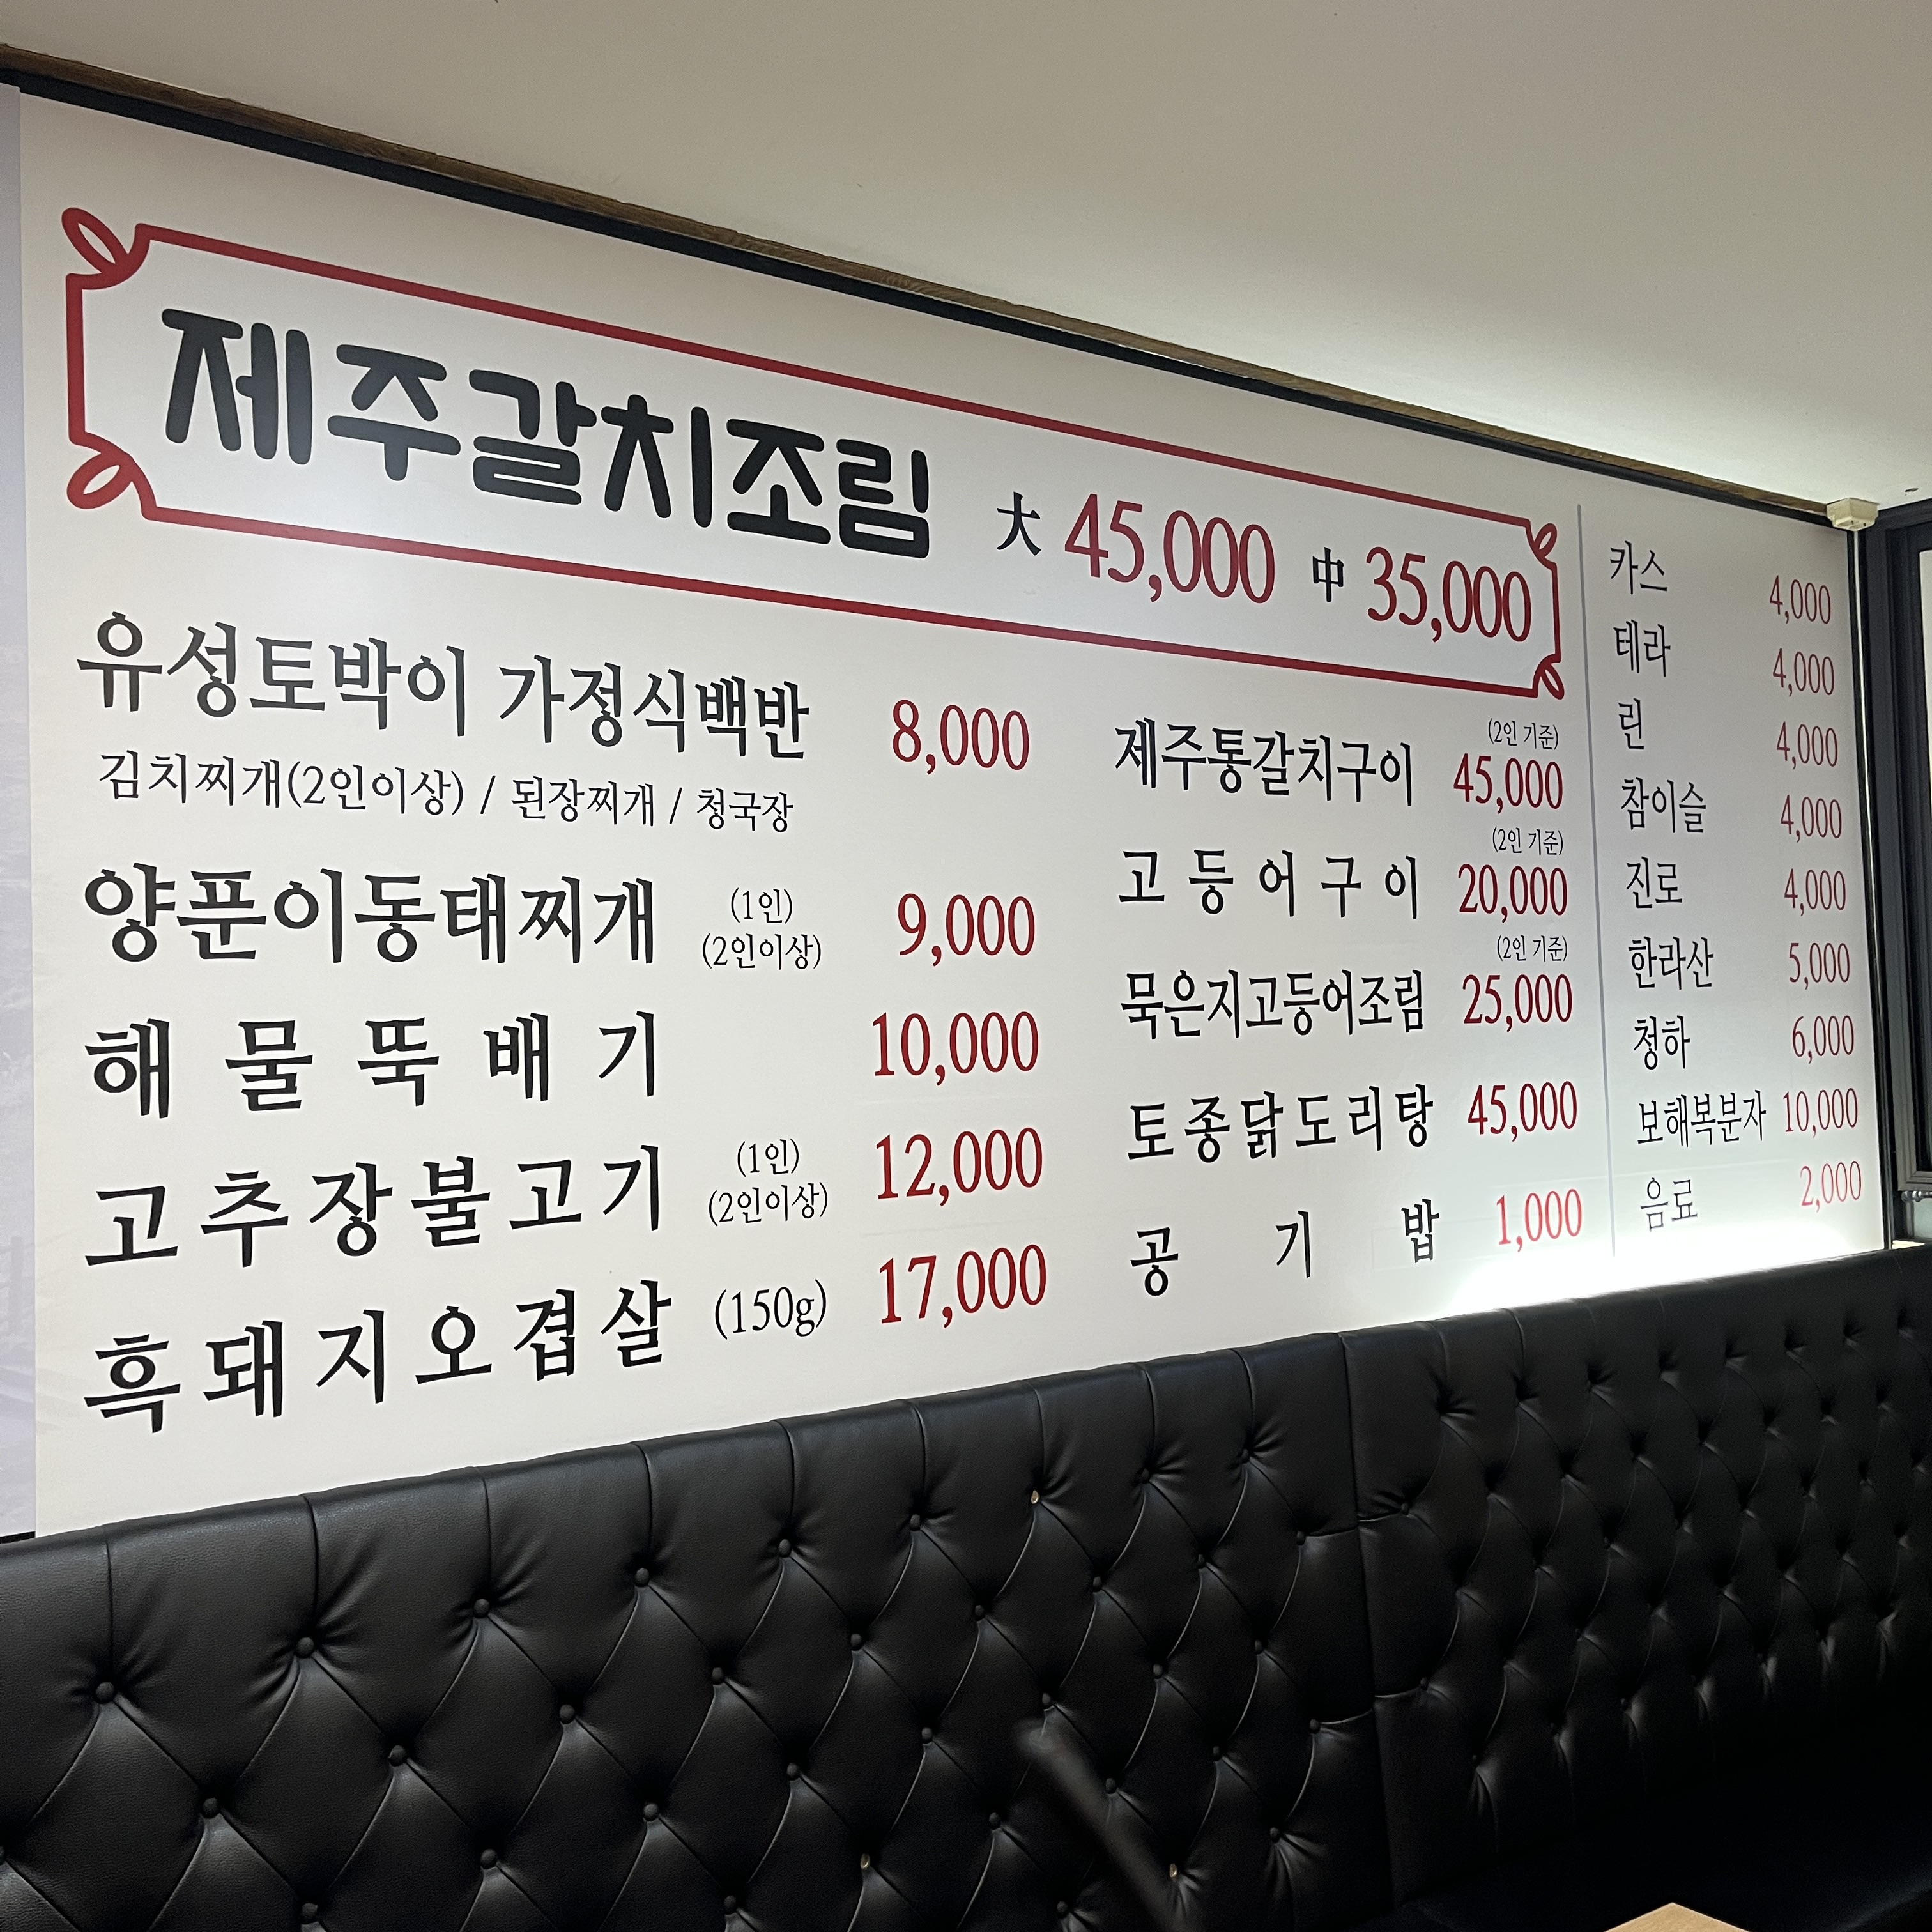 제주갈치조림 大 45,000 中 35,000
유성토박이 가정식백반 8,000
김치찌개(2인이상) / 된장찌개 / 청국장
양푼이동태찌개 (1인) (2인이상) 9,000
해물뚝배기 10,000
고추장불고기 (1인) (2인이상) 12,000
흑돼지오겹살 (150g) 17,000
제주통갈치구이 (2인 기준) 45,000
고등어구이 (2인 기준) 20,000
묵은지고등어조림 (2인 기준) 25,000
토종닭도리탕 45,000
공기밥 1,000
카스 4,000
테라 4,000
린 4,000
참이슬 4,000
진로 4,000
한라산 5,000
청하 6,000
보해복분자 10,000
음료 2,000